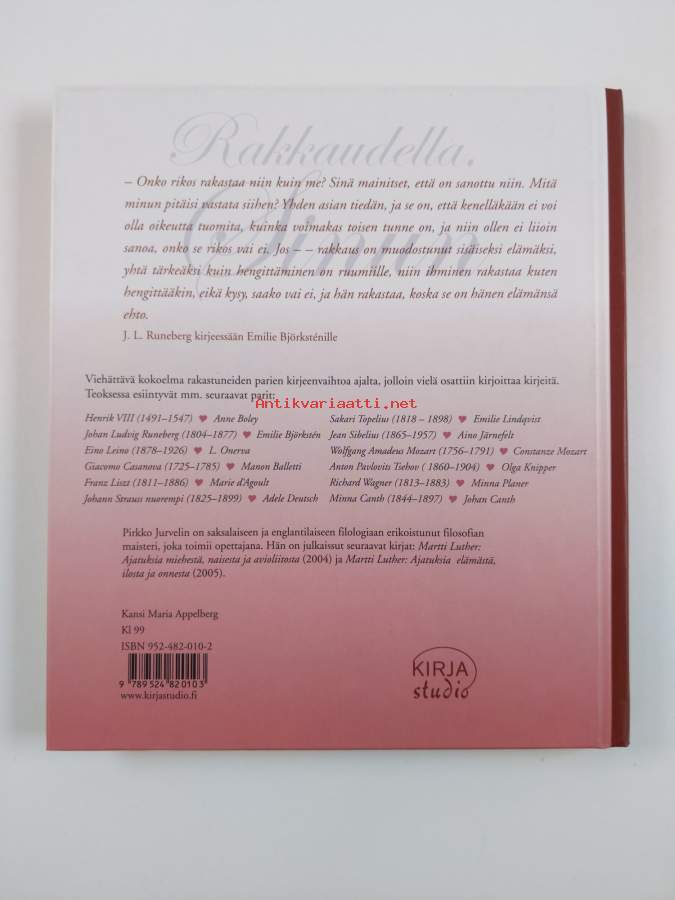 Rakkaudella.
Sinun
– Onko rikos rakastaa niin kuin me? Sinä mainitset, että on sanottu niin. Mitä
minun pitäisi vastata siihen? Yhden asian tiedän, ja se on, että kenelläkään ei voi
olla oikeutta tuomita, kuinka voimakas toisen tunne on, ja niin ollen ei liioin
sanoa, onko se rikos vai ei. Jos – – rakkaus on muodostunut sisäiseksi elämäksi,
yhtä tärkeäksi kuin hengittäminen on ruumiille, niin ihminen rakastaa kuten
hengittääkin, eikä kysy, saako vai ei, ja hän rakastaa, koska se on hänen elämänsä
ehto.
J. L. Runeberg kirjeessään Emilie Björksténille
Viehättävä kokoelma rakastuneiden parien kirjeenvaihtoa ajalta, jolloin vielä osattiin kirjoittaa kirjeitä.
Teoksessa esiintyvät mm. seuraavat parit:
Antikvariaatti.net
Henrik VIII (1491–1547) ♥ Anne Boley
Johan Ludvig Runeberg (1804–1877) ♥ Emilie Björkstén
Eino Leino (1878–1926) ♥ L. Onerva
Giacomo Casanova (1725–1785) ♥ Manon Balletti
Franz Liszt (1811–1886) ♥ Marie d'Agoult
Johann Strauss nuorempi (1825–1899) ♥ Adele Deutsch
Sakari Topelius (1818 – 1898) ♥ Emilie Lindqvist
Jean Sibelius (1865–1957) ♥ Aino Järnefelt
Wolfgang Amadeus Mozart (1756–1791) ♥ Constanze Mozart
Anton Pavlovits Tsehov ( 1860–1904) ♥ Olga Knipper
Richard Wagner (1813–1883) ♥ Minna Planer
Minna Canth (1844–1897) ♥ Johan Canth
Pirkko Jurvelin on saksalaiseen ja englantilaiseen filologiaan erikoistunut filosofian
maisteri, joka toimii opettajana. Hän on julkaissut seuraavat kirjat: Martti Luther:
Ajatuksia miehestä, naisesta ja avioliitosta (2004) ja Martti Luther: Ajatuksia elämästä,
ilosta ja onnesta (2005).
Kansi Maria Appelberg
Kl 99
ISBN 952-482-010-2
9 789524 820103
www.kirjastudio.fi
KIRJA
studio